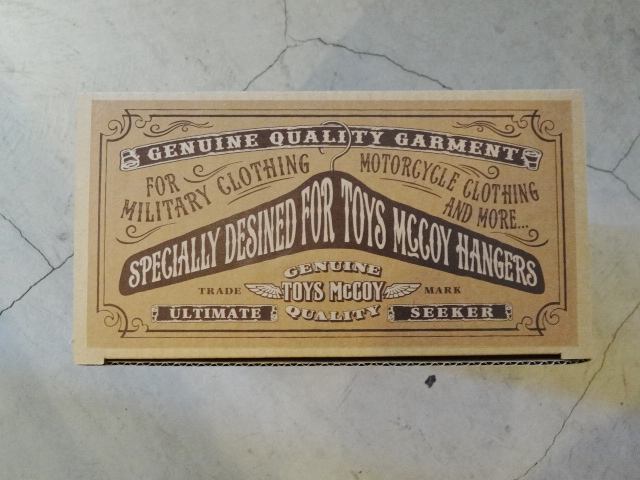 GENUINE QUALITY GARMENT
FOR
MILITARY CLOTHING
MOTORCYCLE CLOTHING
AND MORE...
SPECIALLY DESINED FOR TOYS McCOY HANGERS
GENUINE
TRADE TOYS McCOY MARK
QUALITY
ULTIMATE SEEKER